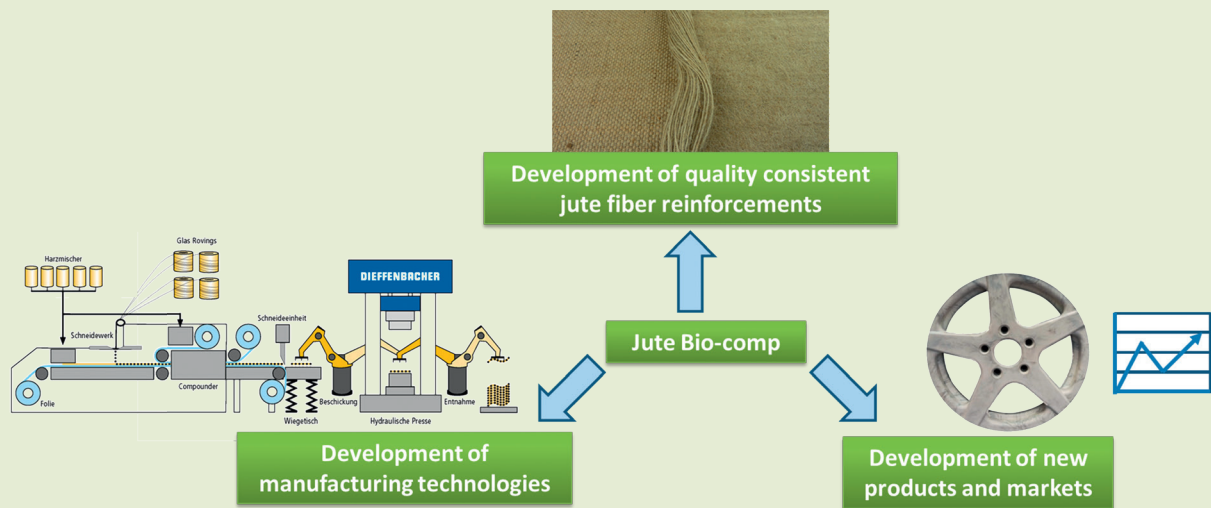 Development of quality consistent
jute fiber reinforcements
Glas Rovings
Harzmischer
DIEFFENBACHER
Schneideeinheit
Schneidewerk
Jute Bio-comp
Compounder
Folie
Beschickung
Entnahme
Wiegetisch
Hydraulische Presse
Development of
manufacturing technologies
Development of new
products and markets